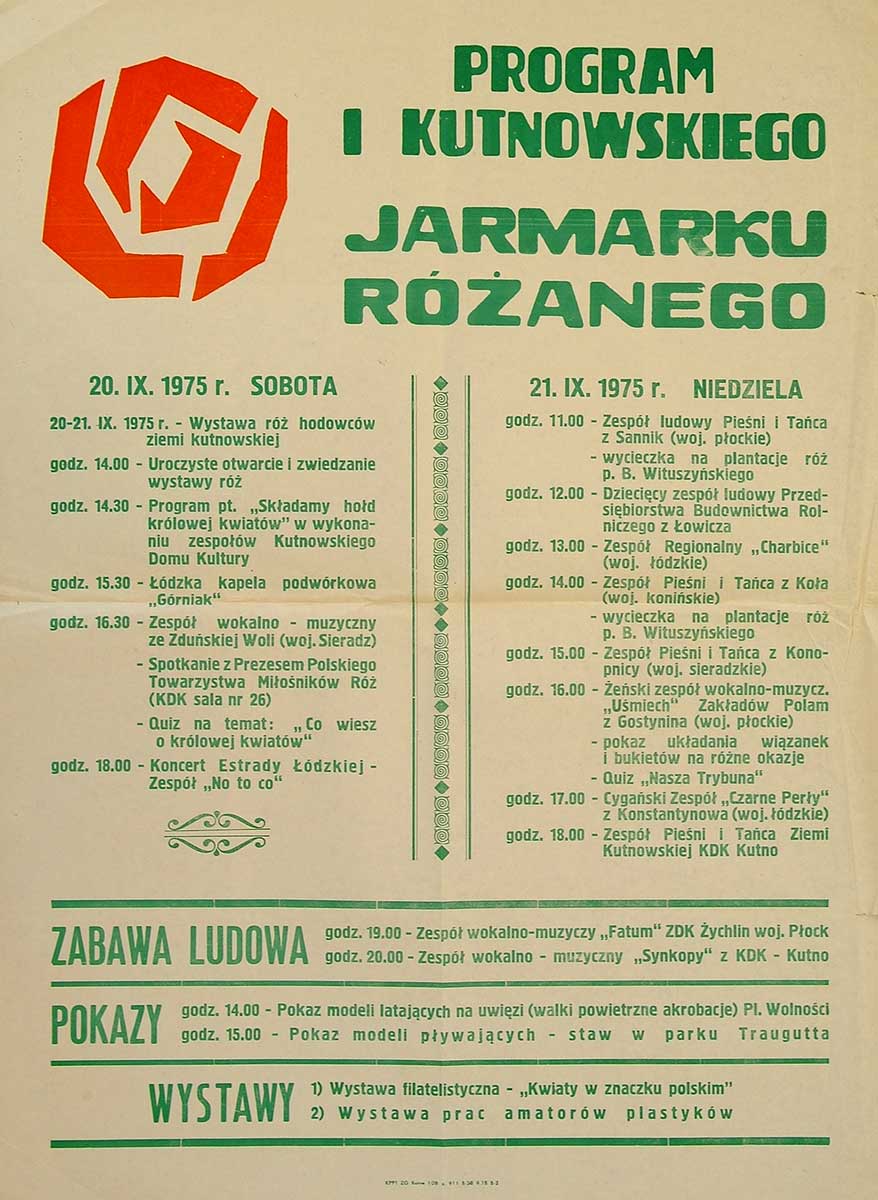 PROGRAM
I KUTNOWSKIEGO
JARMARKU
RÓŻANEGO
20. IX. 1975 r. SOBOTA
20-21. IX. 1975 r. - Wystawa róż hodowców
ziemi kutnowskiej
godz. 14.00 - Uroczyste otwarcie i zwiedzanie
wystawy róż
godz. 14.30 - Program pt. „Składamy hołd
królowej kwiatów" w wykona-
niu zespołów Kutnowskiego
Domu Kultury
godz. 15.30 - Łódzka kapela podwórkowa
„Górniak"
godz. 16.30 - Zespół wokalno - muzyczny
ze Zduńskiej Woli (woj. Sieradz)
- Spotkanie z Prezesem Polskiego
Towarzystwa Miłośników Róż
(KDK sala nr 26)
- Quiz na temat: „Co wiesz
o królowej kwiatów"
godz. 18.00 - Koncert Estrady Łódzkiej -
Zespół „No to co"
21. IX. 1975 r. NIEDZIELA
godz. 11.00 - Zespół ludowy Pieśni i Tańca
z Sannik (woj. płockie)
- wycieczka na plantacje róż
p. B. Wituszyńskiego
godz. 12.00 - Dziecięcy zespół ludowy Przed-
siębiorstwa Budownictwa Rol-
niczego z Łowicza
godz. 13.00 - Zespół Regionalny „Charbice"
(woj. łódzkie)
godz. 14.00 - Zespół Pieśni i Tańca z Koła
(woj. konińskie)
- wycieczka na plantacje róż
p. B. Wituszyńskiego
godz. 15.00 - Zespół Pieśni i Tańca z Kono-
pnicy (woj. sieradzkie)
godz. 16.00 - Żeński zespół wokalno-muzycz.
„Uśmiech" Zakładów Polam
z Gostynina (woj. płockie)
- pokaz układania wiązanek
i bukietów na różne okazje
- Quiz „Nasza Trybuna"
godz. 17.00 - Cygański Zespół „Czarne Perły"
z Konstantynowa (woj. łódzkie)
godz. 18.00 - Zespół Pieśni i Tańca Ziemi
Kutnowskiej KDK Kutno
ZABAWA LUDOWA
godz. 19.00 - Zespół wokalno-muzyczy „Fatum" ZDK Żychlin woj. Płock
godz. 20.00 - Zespół wokalno - muzyczny „Synkopy" z KDK - Kutno
POKAZY
godz. 14.00 - Pokaz modeli latających na uwięzi (walki powietrzne akrobacje) Pl. Wolności
godz. 15.00 - Pokaz modeli pływających - staw w parku Traugutta
WYSTAWY
1) Wystawa filatelistyczna - „Kwiaty w znaczku polskim"
2) Wystawa prac amatorów plastyków